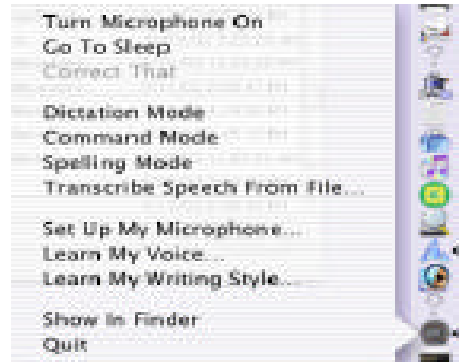 Turn Microphone On
Go To Sleep
Correct That
Dictation Mode
Command Mode
Spelling Mode
Transcribe Speech From File...
Set Up My Microphone...
Learn My Voice...
Learn My Writing Style...
Show In Finder
Quit